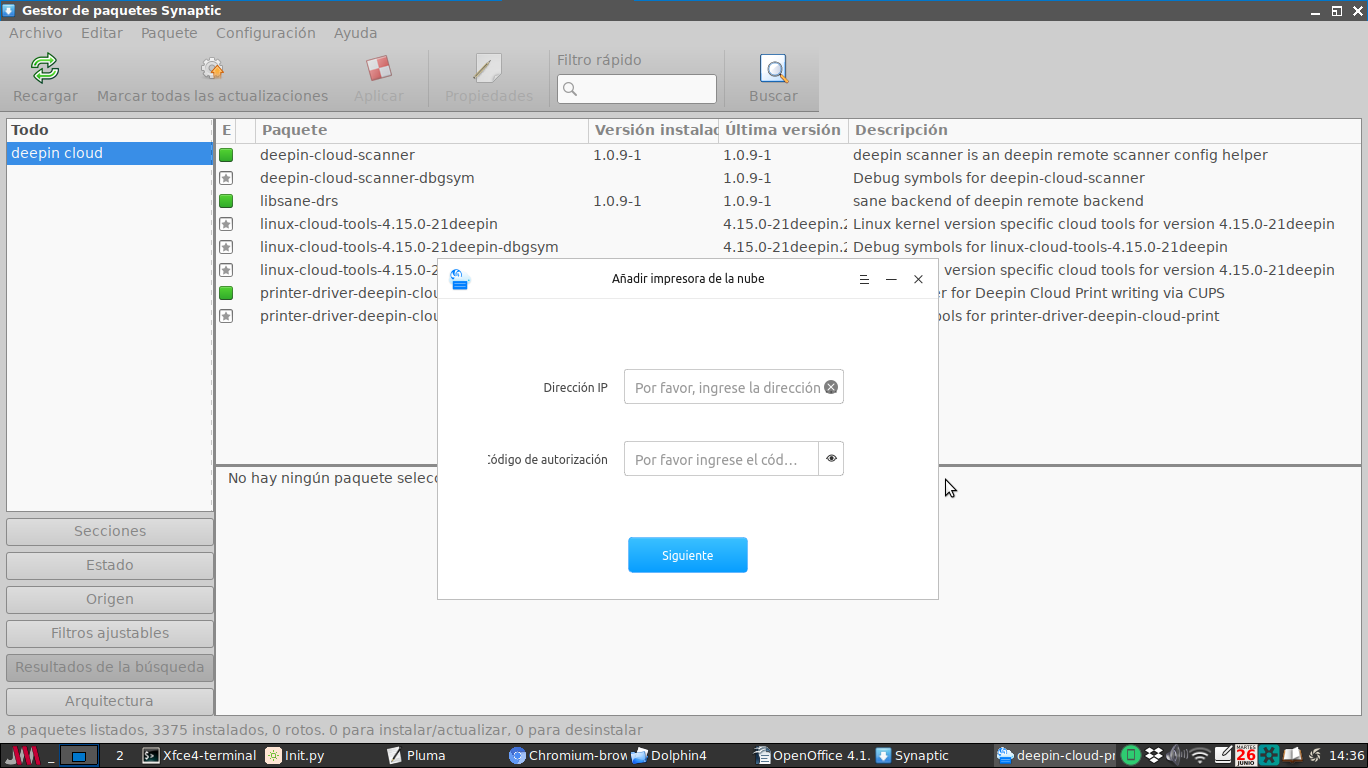 Gestor de paquetes Synaptic
Archivo Editar Paquete Configuración Ayuda
Filtro rápido
Recargar Marcar todas las actualizaciones Aplicar Propiedades Buscar
Todo
deepin cloud
E Paquete Versión instalad Última versión Descripción
deepin-cloud-scanner 1.0.9-1 1.0.9-1 deepin scanner is an deepin remote scanner config helper
deepin-cloud-scanner-dbgsym 1.0.9-1 Debug symbols for deepin-cloud-scanner
libsane-drs 1.0.9-1 1.0.9-1 sane backend of deepin remote backend
linux-cloud-tools-4.15.0-21deepin 4.15.0-21deepin.2 Linux kernel version specific cloud tools for version 4.15.0-21deepin
linux-cloud-tools-4.15.0-21deepin-dbgsym 4.15.0-21deepin.2 Debug symbols for linux-cloud-tools-4.15.0-21deepin
linux-cloud-tools-4.15.0-2 version specific cloud tools for version 4.15.0-21deepin
printer-driver-deepin-clou er for Deepin Cloud Print writing via CUPS
printer-driver-deepin-clou ols for printer-driver-deepin-cloud-print
Añadir impresora de la nube
Dirección IP Por favor, ingrese la dirección
Código de autorización Por favor ingrese el cód...
Siguiente
No hay ningún paquete selecc
Secciones
Estado
Origen
Filtros ajustables
Resultados de la búsqueda
Arquitectura
8 paquetes listados, 3375 instalados, 0 rotos. 0 para instalar/actualizar, 0 para desinstalar
2 Xfce4-terminal Init.py Pluma Chromium-brow Dolphin4 OpenOffice 4.1. Synaptic deepin-cloud-pr MARTES 26 JUNIO 14:36